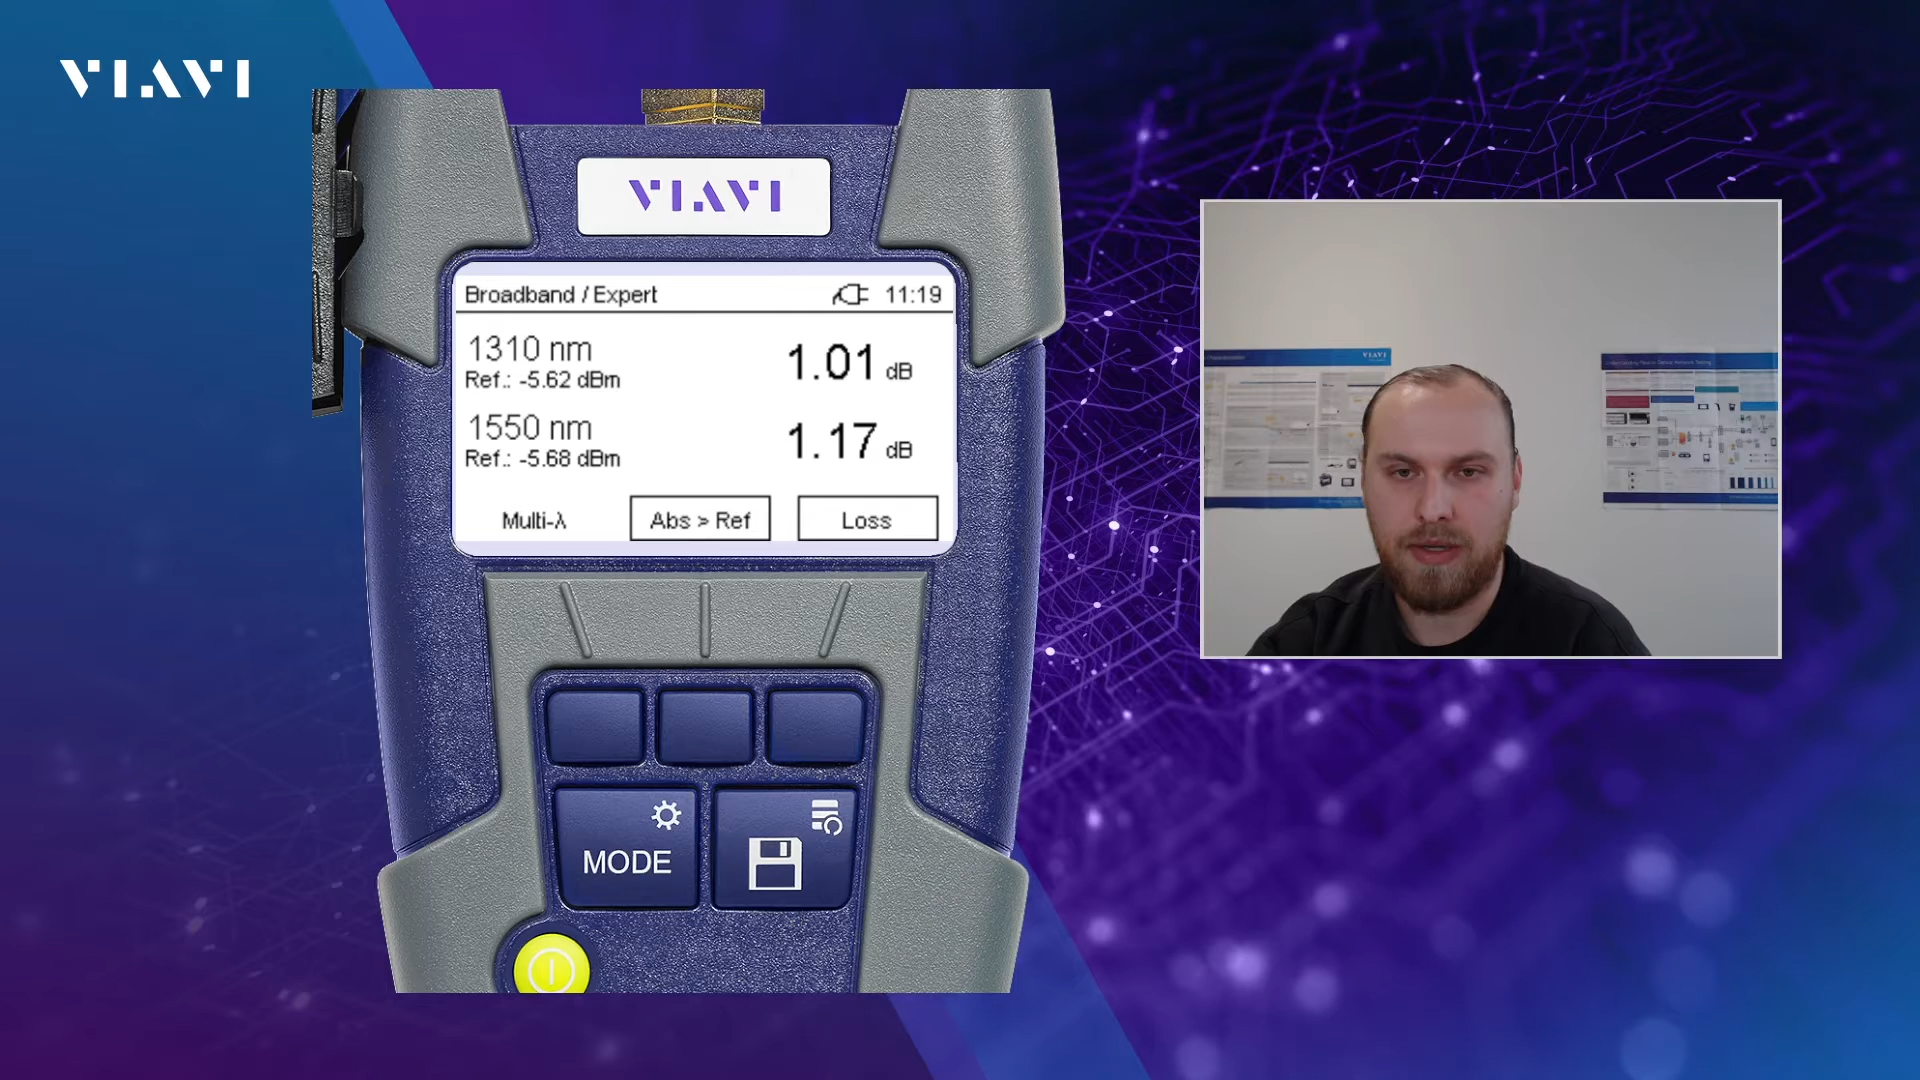 VIAVI
VIAVI
Broadband / Expert 11:19
1310 nm 1.01 dB
Ref.: -5.62 dBm
1550 nm 1.17 dB
Ref.: -5.68 dBm
Multi-λ Abs > Ref Loss
MODE
VIAVI